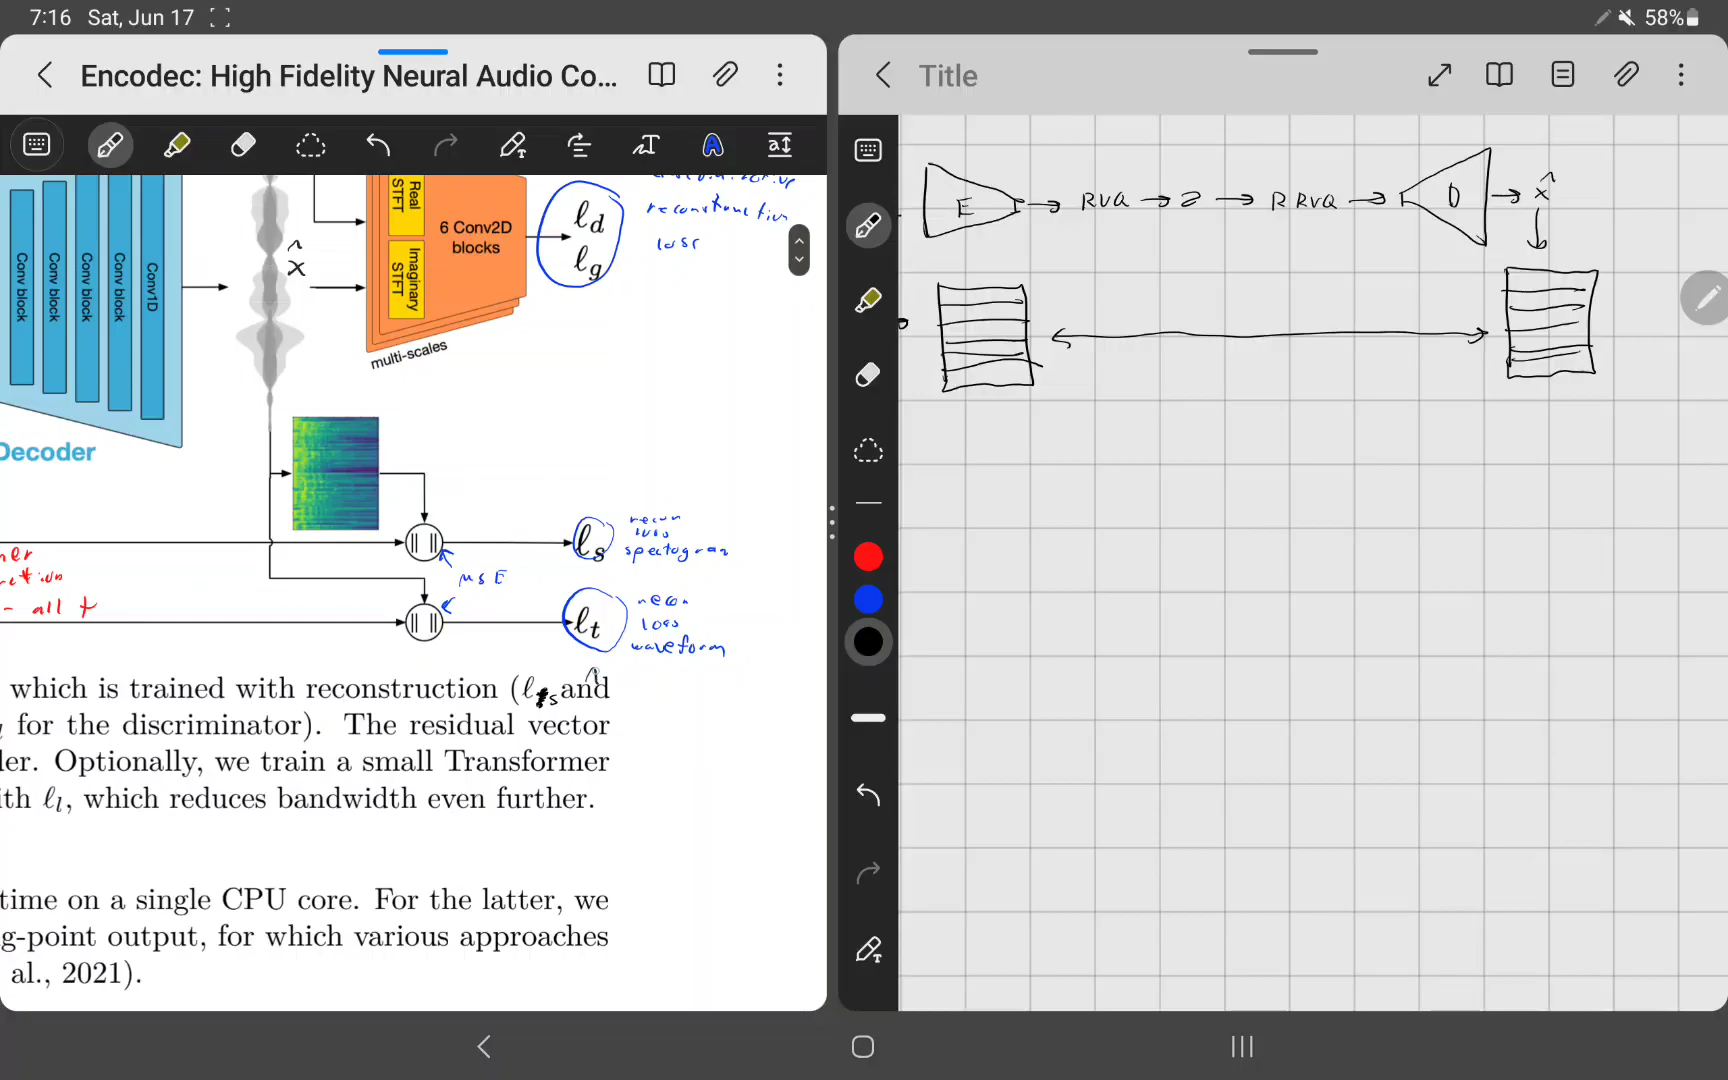 7:16 Sat, Jun 17
58%
Encodec: High Fidelity Neural Audio Co...
Title
Real STFT
Imaginary STFT
6 Conv2D blocks
multi-scales
ℓd
ℓg
reconstruction
loss
Conv block
Conv block
Conv block
Conv block
Conv1D
x̂
Decoder
ℓs
recon
loss
spectogram
MSE
ℓt
recon
loss
waveform
- all t
which is trained with reconstruction (ℓs and
for the discriminator). The residual vector
ler. Optionally, we train a small Transformer
ith ℓl, which reduces bandwidth even further.
time on a single CPU core. For the latter, we
g-point output, for which various approaches
al., 2021).
E → RVQ → z → RRVQ → D → x̂